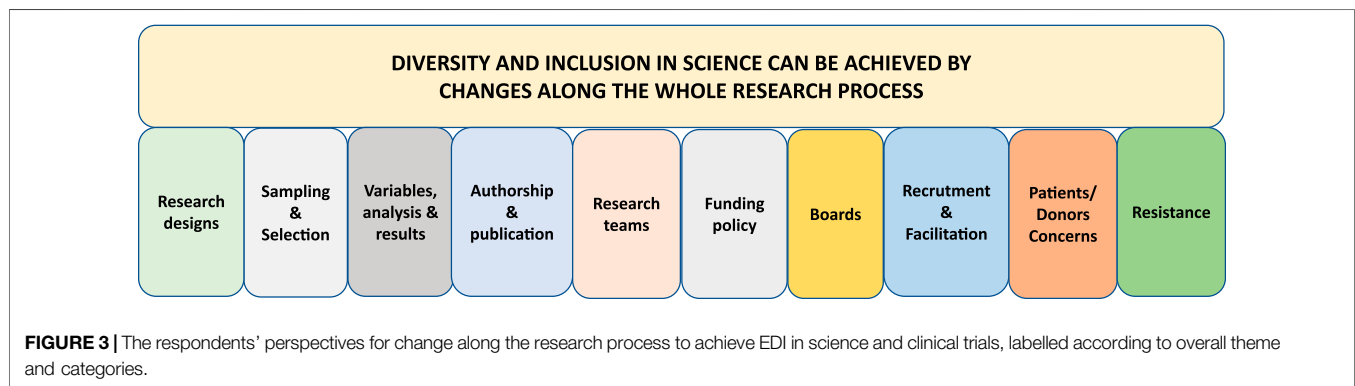 DIVERSITY AND INCLUSION IN SCIENCE CAN BE ACHIEVED BY
CHANGES ALONG THE WHOLE RESEARCH PROCESS
Research
designs
Sampling
&
Selection
Variables,
analysis &
results
Authorship
&
publication
Research
teams
Funding
policy
Boards
Recrutment
&
Facilitation
Patients/
Donors
Concerns
Resistance
FIGURE 3 | The respondents’ perspectives for change along the research process to achieve EDI in science and clinical trials, labelled according to overall theme
and categories.